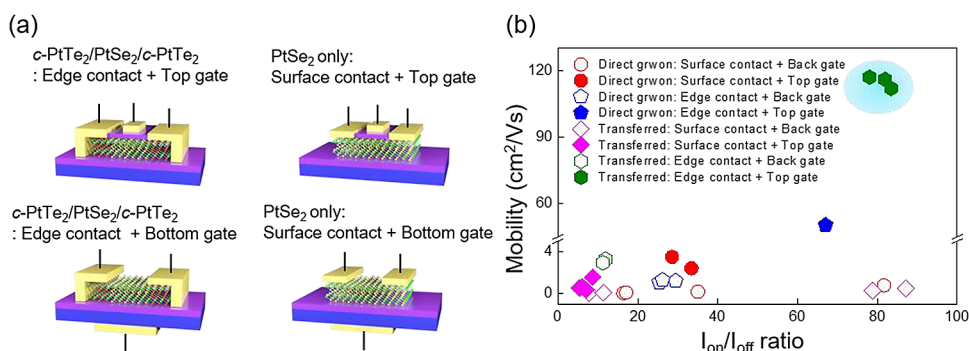 (a)
c-PtTe2/PtSe2/c-PtTe2
: Edge contact + Top gate
PtSe2 only:
Surface contact + Top gate
c-PtTe2/PtSe2/c-PtTe2
: Edge contact + Bottom gate
PtSe2 only:
Surface contact + Bottom gate
(b)
Mobility (cm2/Vs)
120
90
60
4
0
Direct grwon: Surface contact + Back gate
Direct grwon: Surface contact + Top gate
Direct grwon: Edge contact + Back gate
Direct grwon: Edge contact + Top gate
Transferred: Surface contact + Back gate
Transferred: Surface contact + Top gate
Transferred: Edge contact + Back gate
Transferred: Edge contact + Top gate
0 20 40 60 80 100
Ion/Ioff ratio